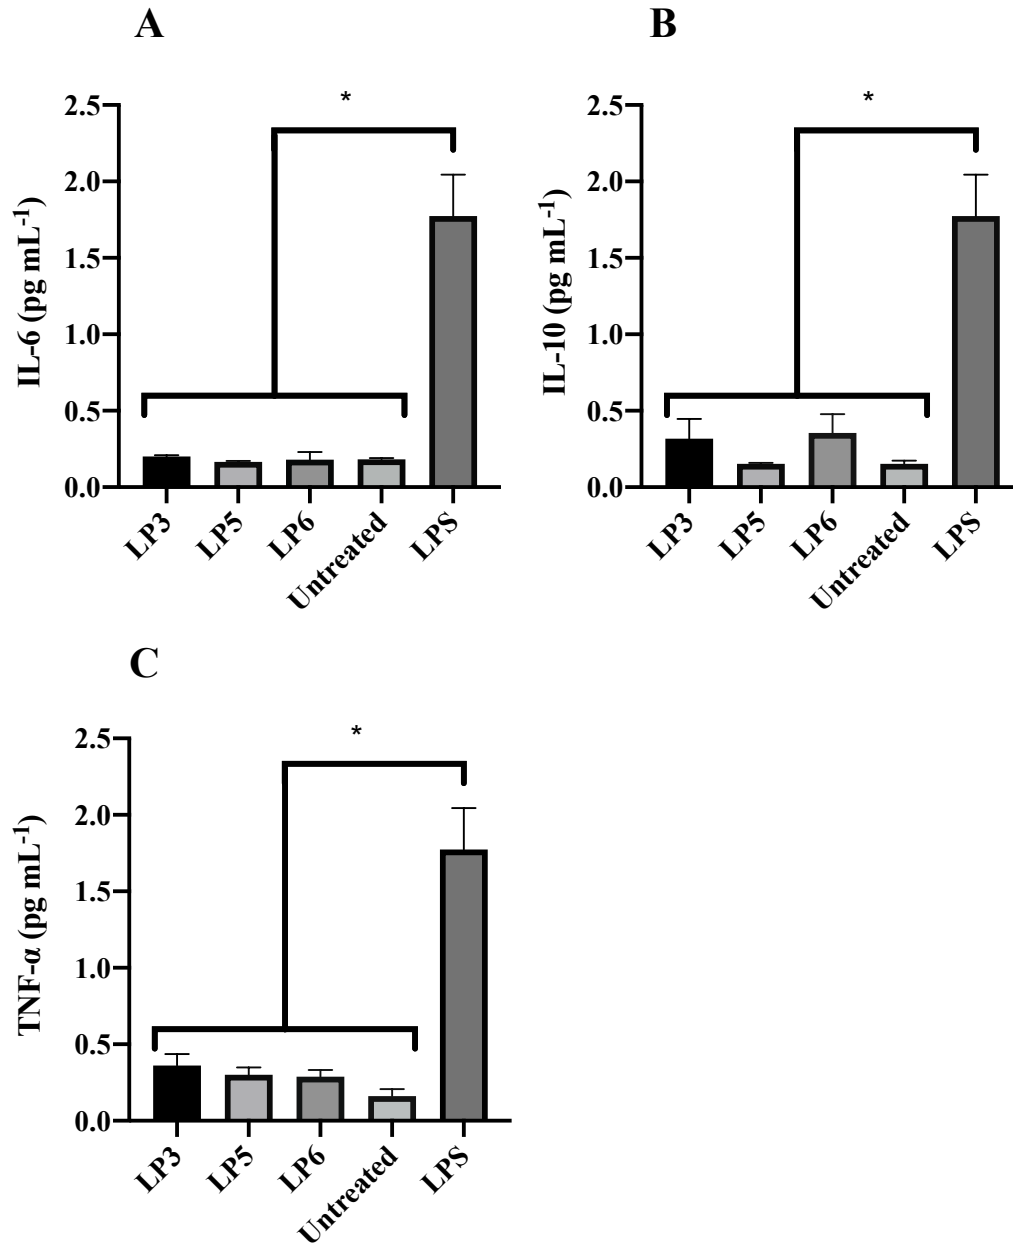 A
*
2.5
2.0
1.5
1.0
0.5
0.0
IL-6 (pg mL⁻¹)
LP3
LP5
LP6
Untreated
LPS
B
*
2.5
2.0
1.5
1.0
0.5
0.0
IL-10 (pg mL⁻¹)
LP3
LP5
LP6
Untreated
LPS
C
*
2.5
2.0
1.5
1.0
0.5
0.0
TNF-α (pg mL⁻¹)
LP3
LP5
LP6
Untreated
LPS